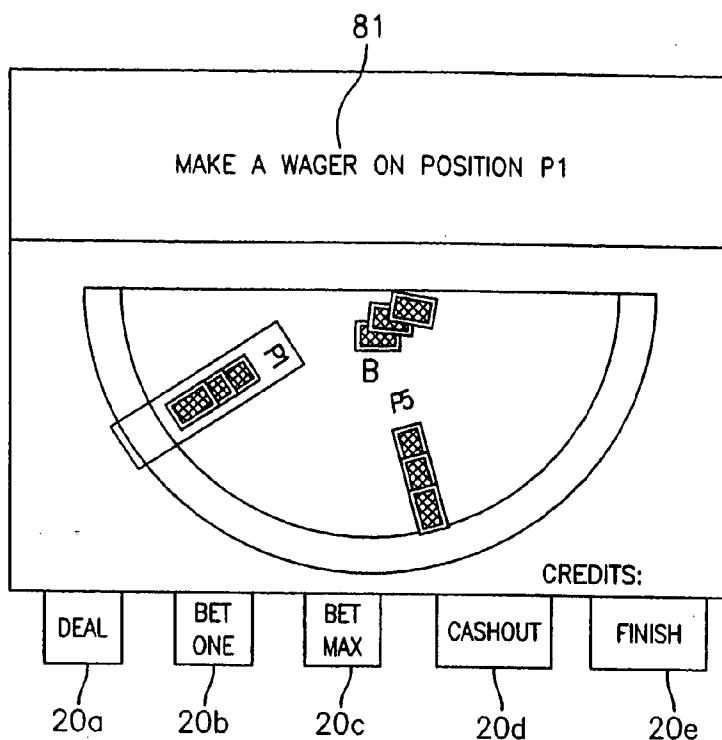 81
MAKE A WAGER ON POSITION P1
P1
B
P5
CREDITS:
DEAL
BET
ONE
BET
MAX
CASHOUT
FINISH
20a
20b
20c
20d
20e